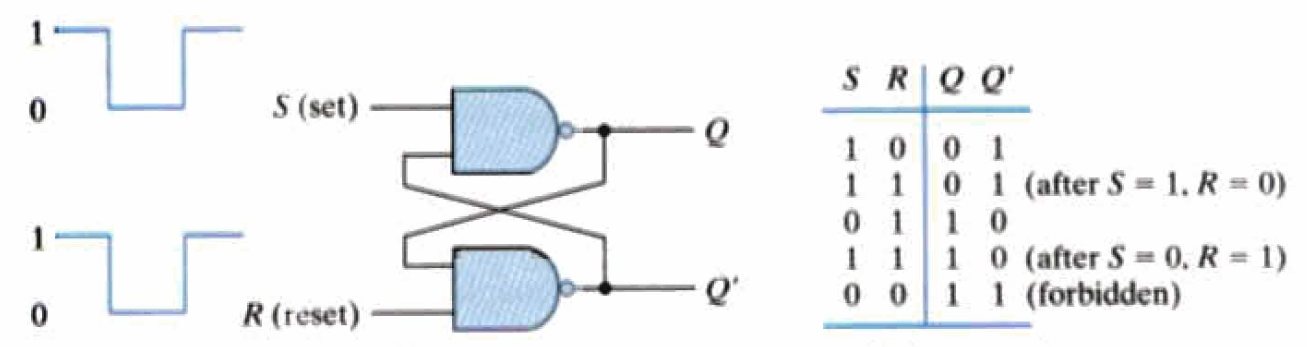 1
0
S (set)
Q
1
0
R (reset)
Q'
S R Q Q'
1 0 0 1
1 1 0 1 (after S = 1, R = 0)
0 1 1 0
1 1 1 0 (after S = 0, R = 1)
0 0 1 1 (forbidden)